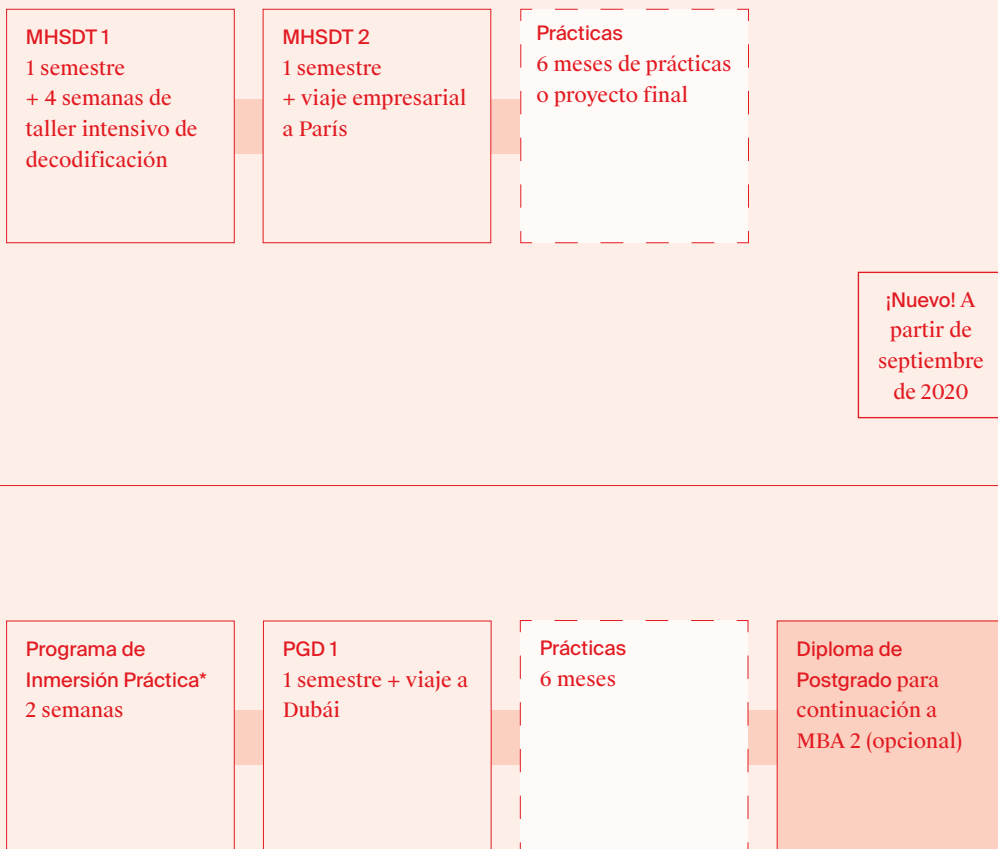 MHSDT 1
1 semestre
+ 4 semanas de
taller intensivo de
decodificación
MHSDT 2
1 semestre
+ viaje empresarial
a París
Prácticas
6 meses de prácticas
o proyecto final
¡Nuevo! A
partir de
septiembre
de 2020
Programa de
Inmersión Práctica*
2 semanas
PGD 1
1 semestre + viaje a
Dubái
Prácticas
6 meses
Diploma de
Postgrado para
continuación a
MBA 2 (opcional)